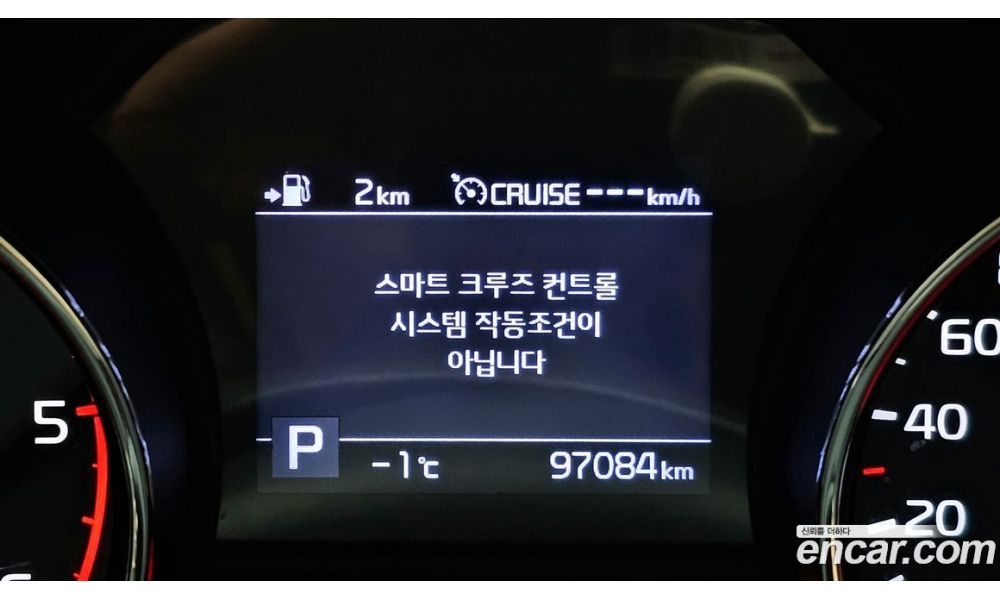 2km CRUISE---km/h
스마트 크루즈 컨트롤
시스템 작동조건이
아닙니다
P
-1℃ 97084km
5
60
40
20
신뢰를 더하다
encar.com